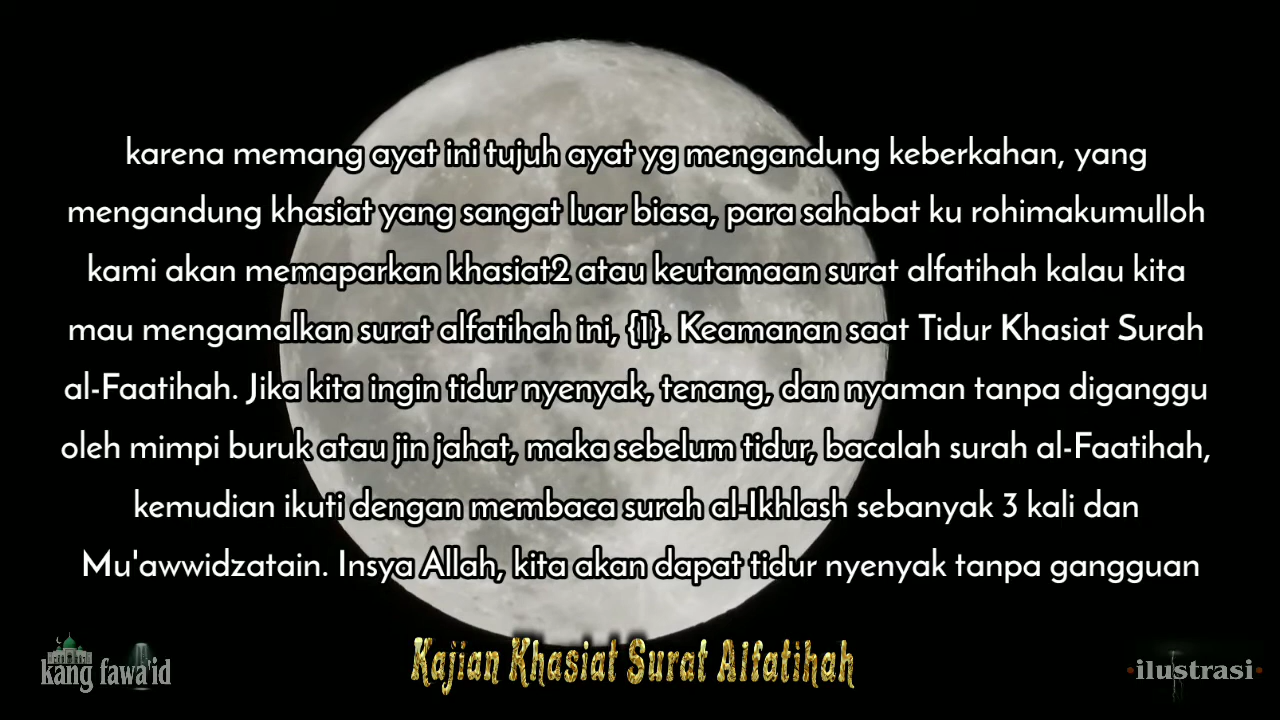 karena memang ayat ini tujuh ayat yg mengandung keberkahan, yang
mengandung khasiat yang sangat luar biasa, para sahabat ku rohimakumulloh
kami akan memaparkan khasiat2 atau keutamaan surat alfatihah kalau kita
mau mengamalkan surat alfatihah ini, {1}. Keamanan saat Tidur Khasiat Surah
al-Faatihah. Jika kita ingin tidur nyenyak, tenang, dan nyaman tanpa diganggu
oleh mimpi buruk atau jin jahat, maka sebelum tidur, bacalah surah al-Faatihah,
kemudian ikuti dengan membaca surah al-Ikhlash sebanyak 3 kali dan
Mu'awwidzatain. Insya Allah, kita akan dapat tidur nyenyak tanpa gangguan
kang fawa'id
Kajian Khasiat Surat Alfatihah
•ilustrasi•